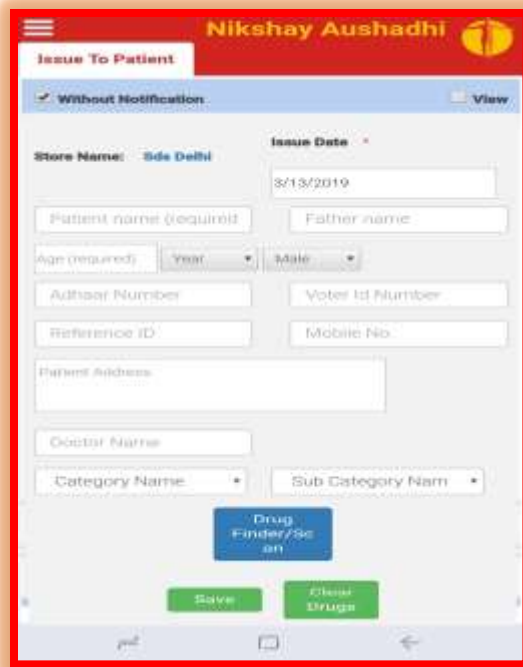 Nikshay Aushadhi
Issue To Patient
Without Notification View
Issue Date *
Store Name: Sds Delhi
3/13/2019
Patient name (required
Father name
Age (required) Year Male
Adhaar Number Voter Id Number
Reference ID Mobile No.
Patient Address
Doctor Name
Category Name Sub Category Nam
Drug
Finder/Sc
an
Save Clear
Drugs